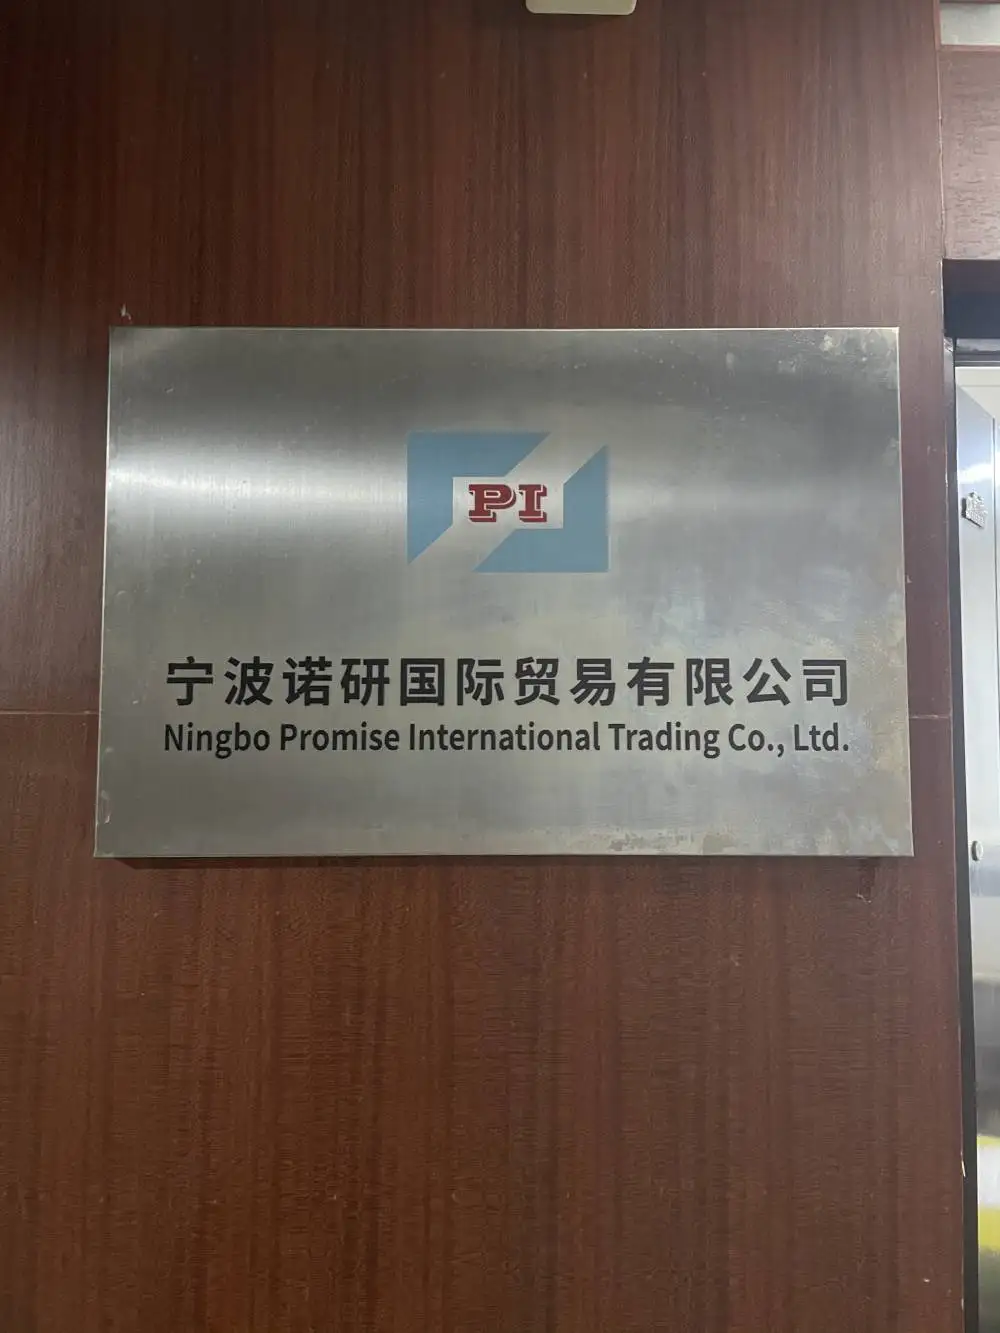 PI
宁波诺研国际贸易有限公司
Ningbo Promise International Trading Co., Ltd.